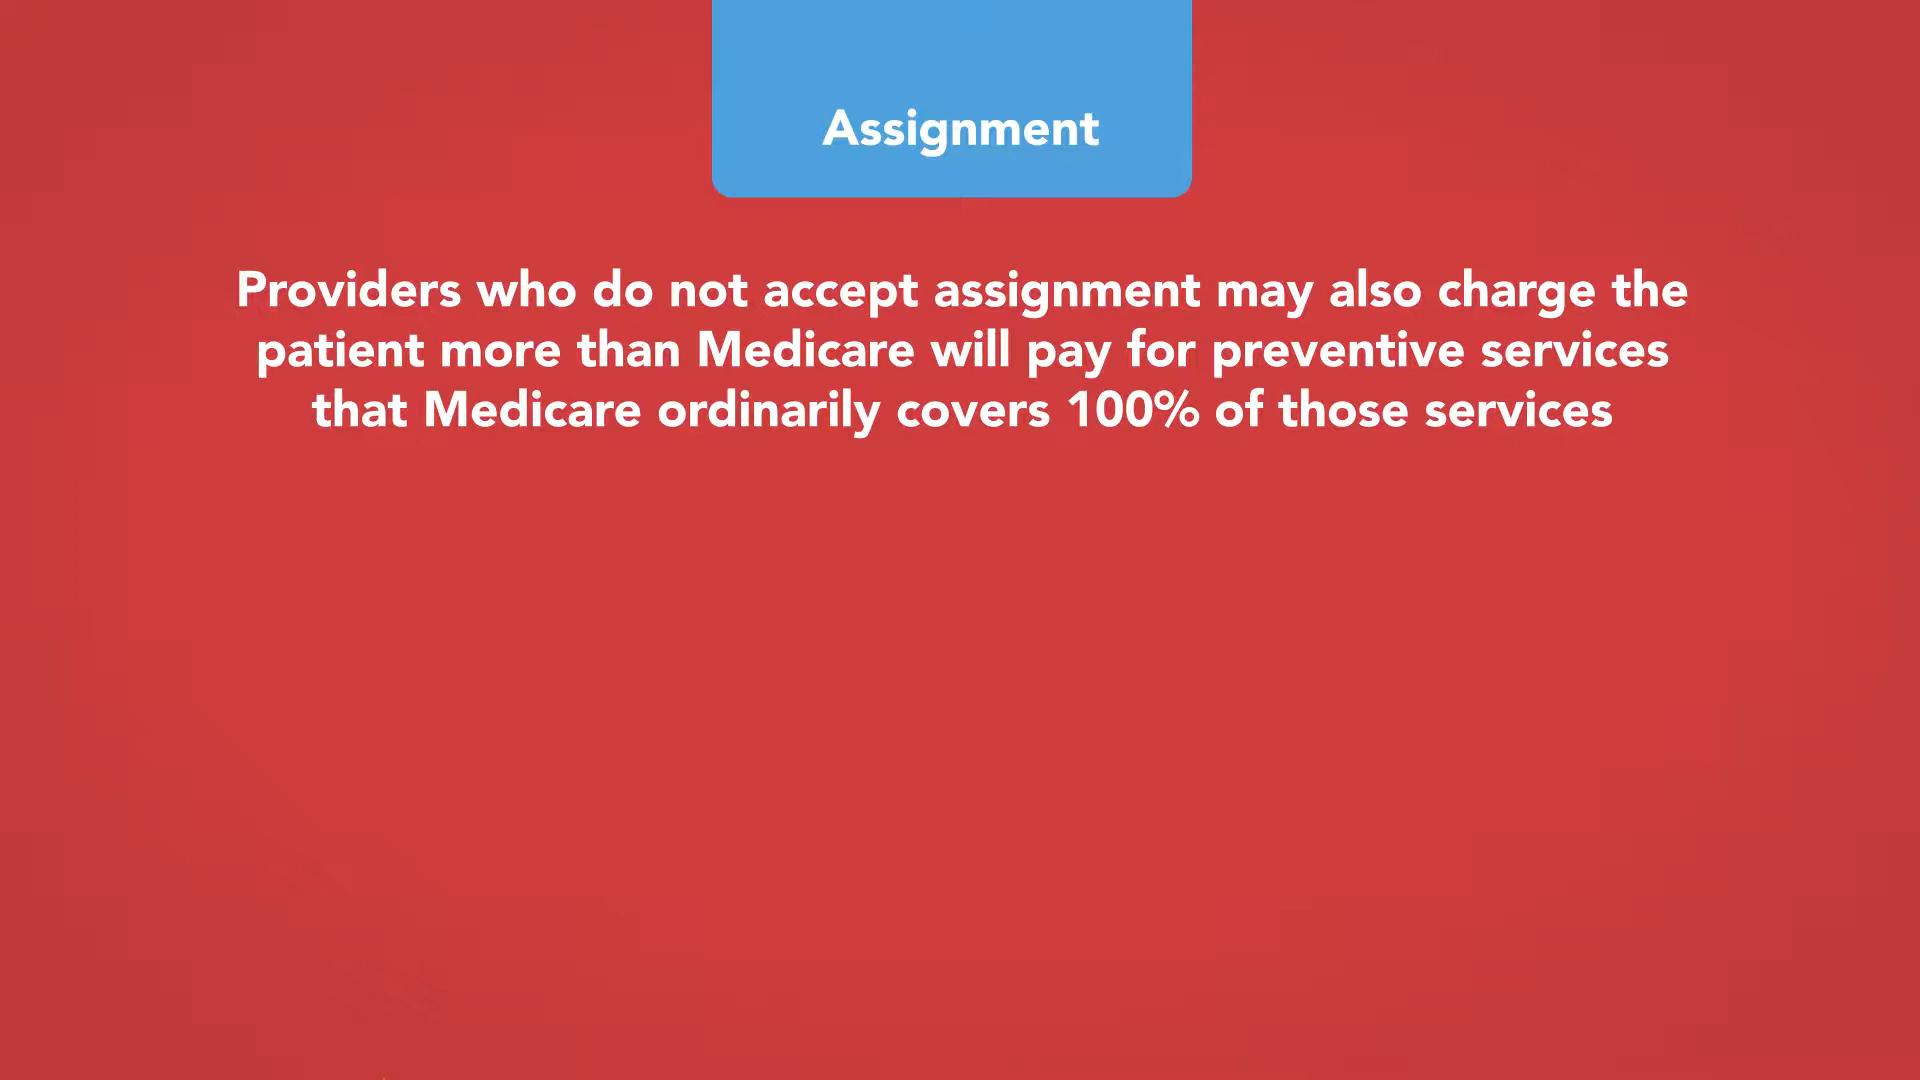 Assignment
Providers who do not accept assignment may also charge the
patient more than Medicare will pay for preventive services
that Medicare ordinarily covers 100% of those services